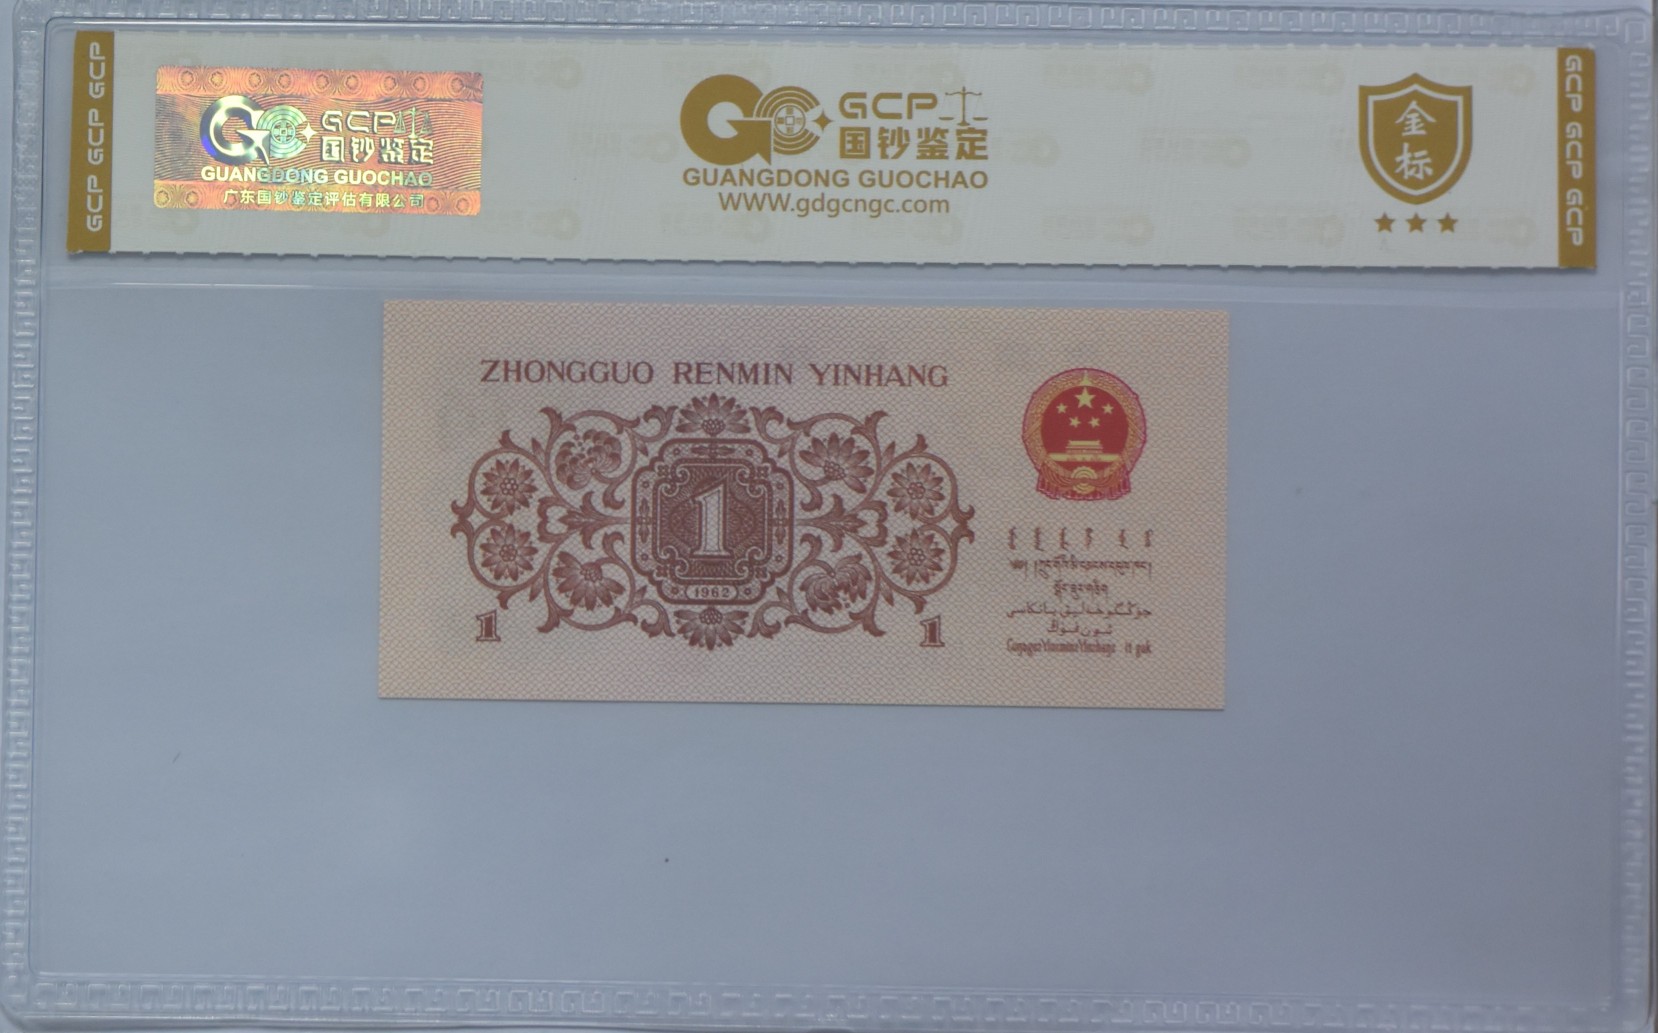 GCP GCP GCP
GCP
国钞鉴定
GUANGDONG GUOCHAO
广东国钞鉴定评估有限公司
GCP
国钞鉴定
GUANGDONG GUOCHAO
WWW.gdgcngc.com
金
标
GCP GCP GCP
ZHONGGUO RENMIN YINHANG
1
1962
1
1